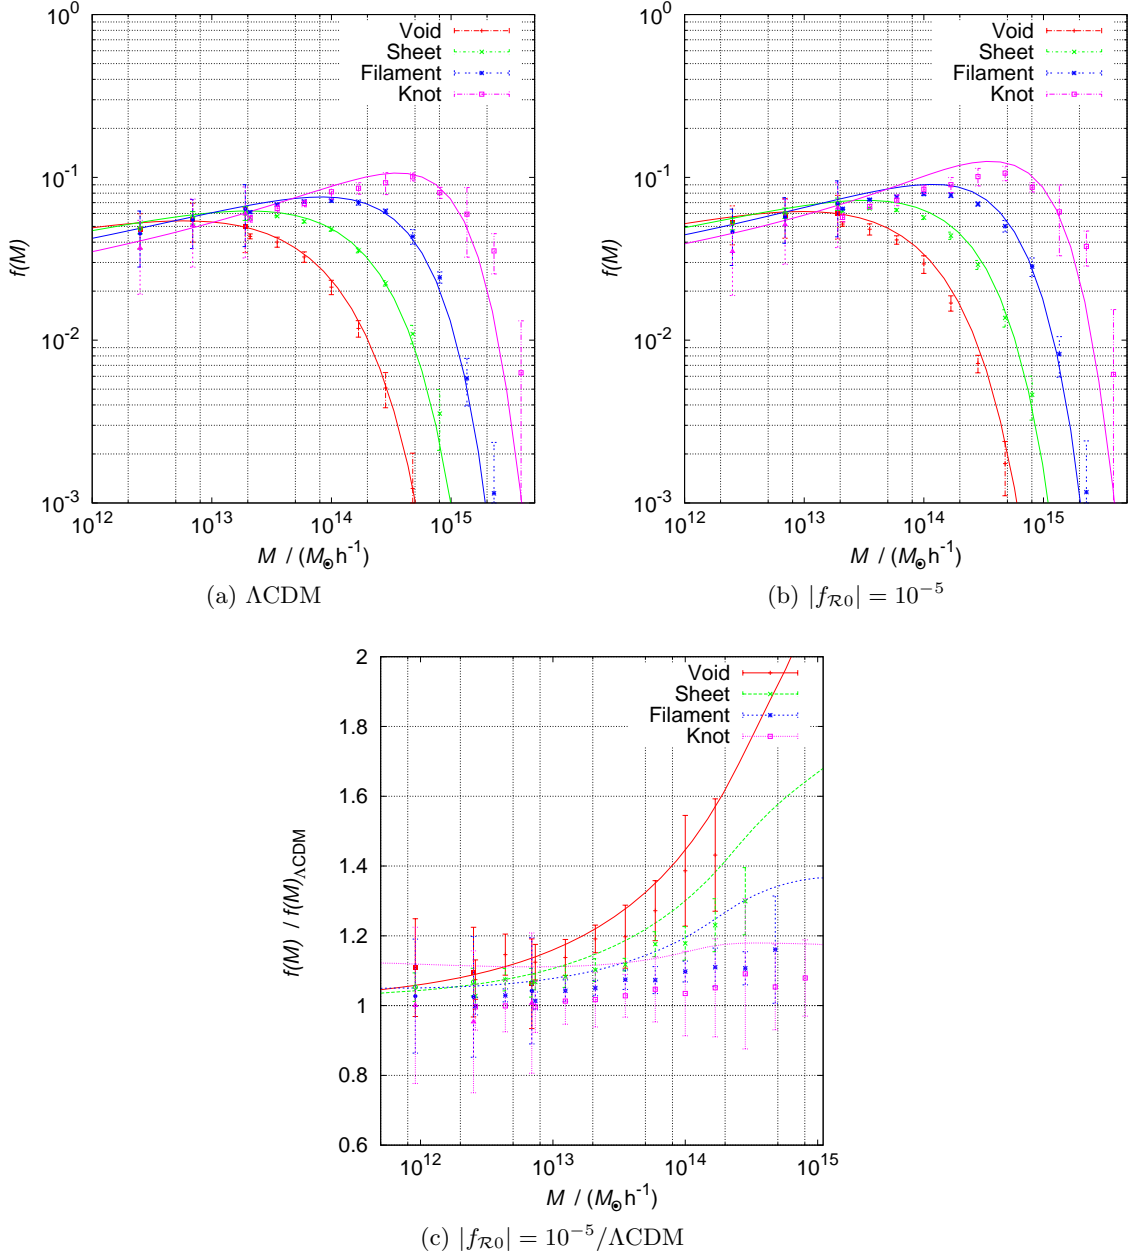 10^0
10^-1
10^-2
10^-3
f(M)
Void
Sheet
Filament
Knot
10^12
10^13
10^14
10^15
M / (M_☉h^-1)
(a) ΛCDM
10^0
10^-1
10^-2
10^-3
f(M)
Void
Sheet
Filament
Knot
10^12
10^13
10^14
10^15
M / (M_☉h^-1)
(b) |f_ℛ0| = 10^−5
2
1.8
1.6
1.4
1.2
1
0.8
0.6
f(M) / f(M)_ΛCDM
Void
Sheet
Filament
Knot
10^12
10^13
10^14
10^15
M / (M_☉h^-1)
(c) |f_ℛ0| = 10^−5/ΛCDM